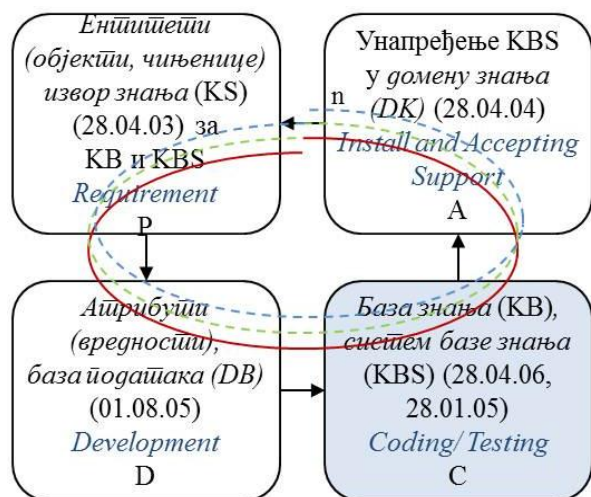 Ентитети
(објекти, чињенице)
извор знања (KS)
(28.04.03) за
KB и KBS
Requirement
P
n
Унапређење KBS
у домену знања
(DK) (28.04.04)
Install and Accepting
Support
A
Атрибути
(вредности),
база података (DB)
(01.08.05)
Development
D
База знања (KB),
систем базе знања
(KBS) (28.04.06,
28.01.05)
Coding/ Testing
C